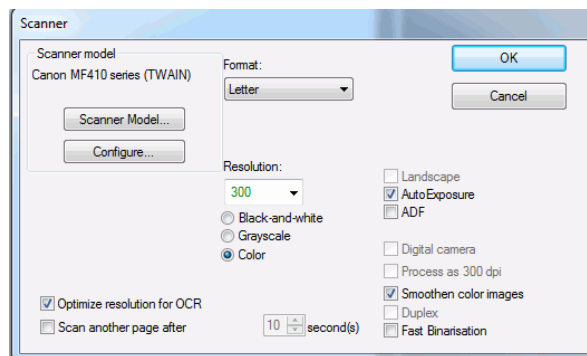 Scanner
Scanner model
Canon MF410 series (TWAIN)
Scanner Model...
Configure...
Format:
Letter
OK
Cancel
Resolution:
300
Black-and-white
Grayscale
Color
Landscape
AutoExposure
ADF
Digital camera
Process as 300 dpi
Smoothen color images
Duplex
Fast Binarisation
Optimize resolution for OCR
Scan another page after 10 second(s)